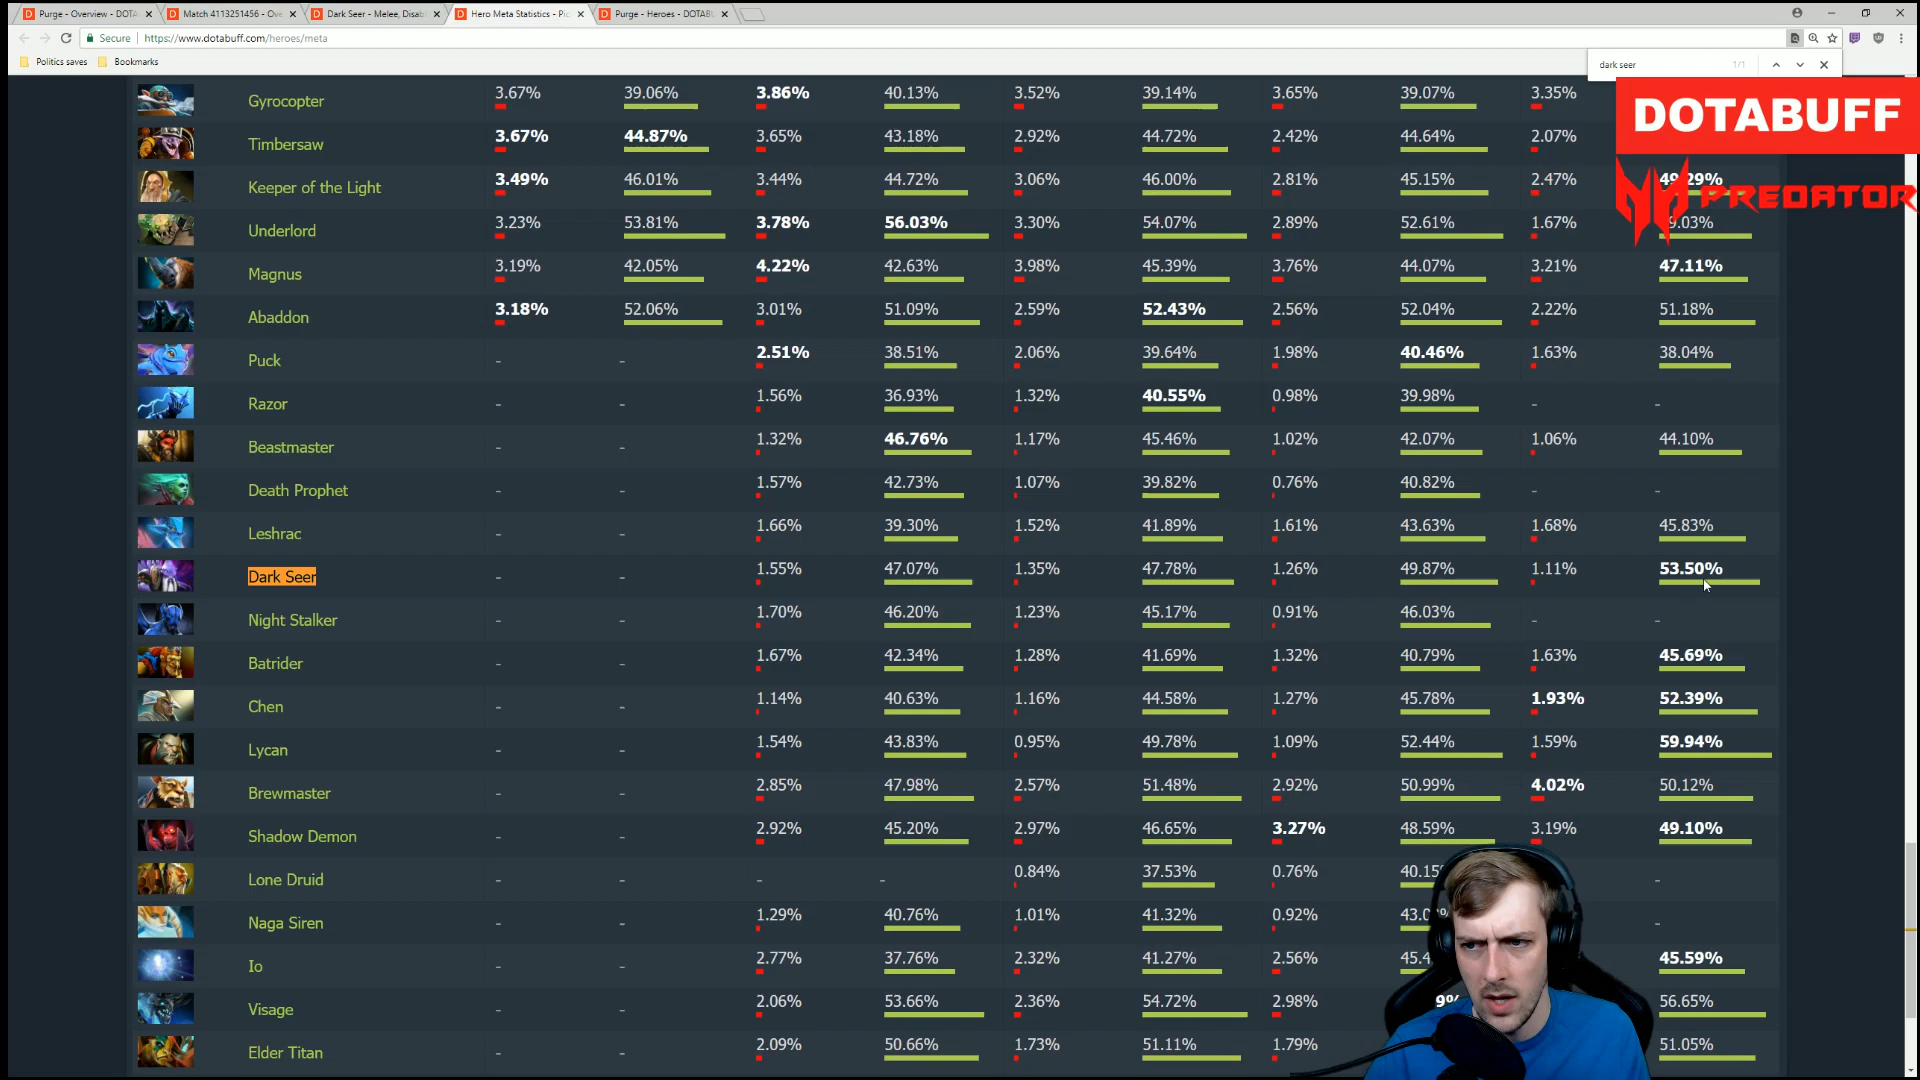 Purge - Overview - DOTA
Match 4113251456 - Ove
Dark Seer - Melee, Disab
Hero Meta Statistics - Pic
Purge - Heroes - DOTABU
Secure https://www.dotabuff.com/heroes/meta
Politics saves Bookmarks
dark seer 1/1
DOTABUFF
PREDATOR
Gyrocopter 3.67% 39.06% 3.86% 40.13% 3.52% 39.14% 3.65% 39.07% 3.35%
Timbersaw 3.67% 44.87% 3.65% 43.18% 2.92% 44.72% 2.42% 44.64% 2.07%
Keeper of the Light 3.49% 46.01% 3.44% 44.72% 3.06% 46.00% 2.81% 45.15% 2.47%
Underlord 3.23% 53.81% 3.78% 56.03% 3.30% 54.07% 2.89% 52.61% 1.67%
Magnus 3.19% 42.05% 4.22% 42.63% 3.98% 45.39% 3.76% 44.07% 3.21% 47.11%
Abaddon 3.18% 52.06% 3.01% 51.09% 2.59% 52.43% 2.56% 52.04% 2.22% 51.18%
Puck - - 2.51% 38.51% 2.06% 39.64% 1.98% 40.46% 1.63% 38.04%
Razor - - 1.56% 36.93% 1.32% 40.55% 0.98% 39.98% - -
Beastmaster - - 1.32% 46.76% 1.17% 45.46% 1.02% 42.07% 1.06% 44.10%
Death Prophet - - 1.57% 42.73% 1.07% 39.82% 0.76% 40.82% - -
Leshrac - - 1.66% 39.30% 1.52% 41.89% 1.61% 43.63% 1.68% 45.83%
Dark Seer - - 1.55% 47.07% 1.35% 47.78% 1.26% 49.87% 1.11% 53.50%
Night Stalker - - 1.70% 46.20% 1.23% 45.17% 0.91% 46.03% - -
Batrider - - 1.67% 42.34% 1.28% 41.69% 1.32% 40.79% 1.63% 45.69%
Chen - - 1.14% 40.63% 1.16% 44.58% 1.27% 45.78% 1.93% 52.39%
Lycan - - 1.54% 43.83% 0.95% 49.78% 1.09% 52.44% 1.59% 59.94%
Brewmaster - - 2.85% 47.98% 2.57% 51.48% 2.92% 50.99% 4.02% 50.12%
Shadow Demon - - 2.92% 45.20% 2.97% 46.65% 3.27% 48.59% 3.19% 49.10%
Lone Druid - - - - 0.84% 37.53% 0.76% 40.15 -
Naga Siren - - 1.29% 40.76% 1.01% 41.32% 0.92% 43.0 -
Io - - 2.77% 37.76% 2.32% 41.27% 2.56% 45.4 45.59%
Visage - - 2.06% 53.66% 2.36% 54.72% 2.98% 9% 56.65%
Elder Titan - - 2.09% 50.66% 1.73% 51.11% 1.79% 51.05%